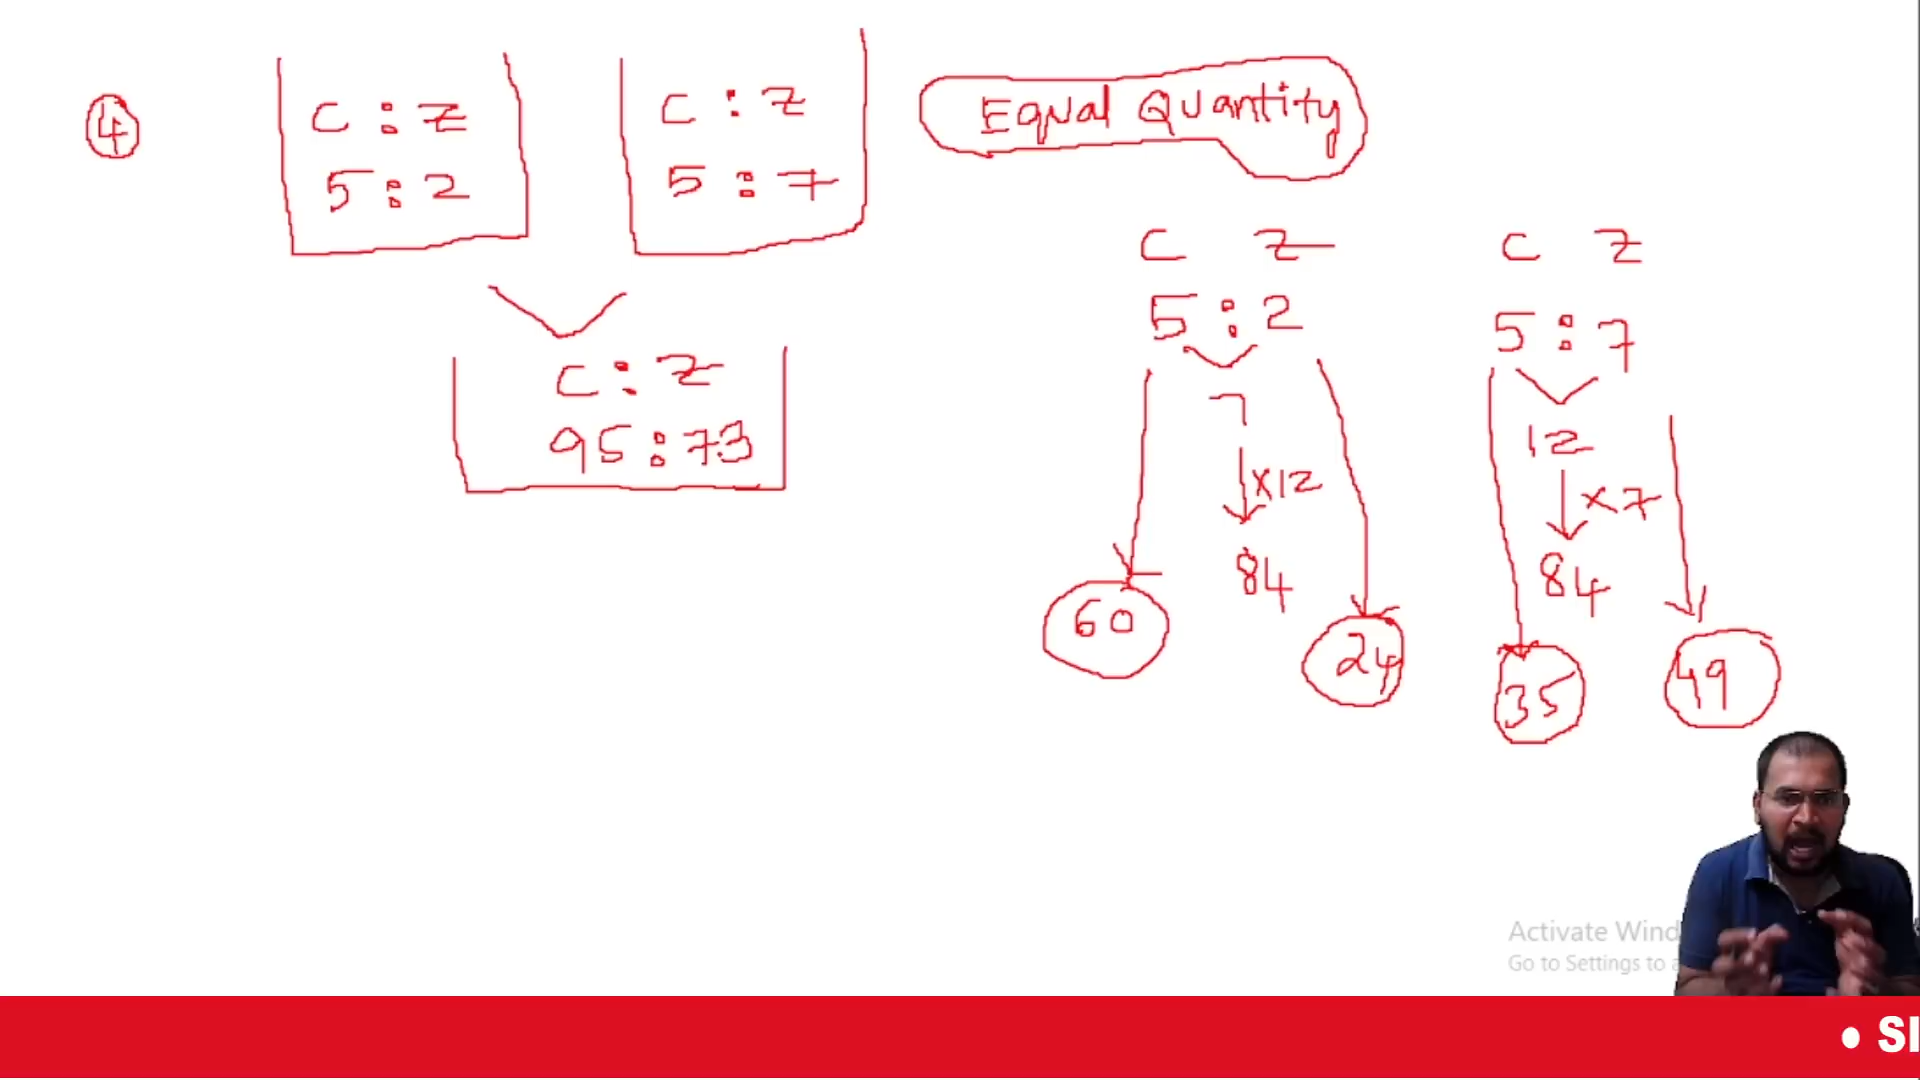 4
C : Z
5 : 2
C : Z
5 : 7
Equal Quantity
C : Z
95 : 73
C Z
5 : 2
7
x12
84
60
24
C Z
5 : 7
12
x7
84
35
49
Activate Wind
Go to Settings to a
• SI